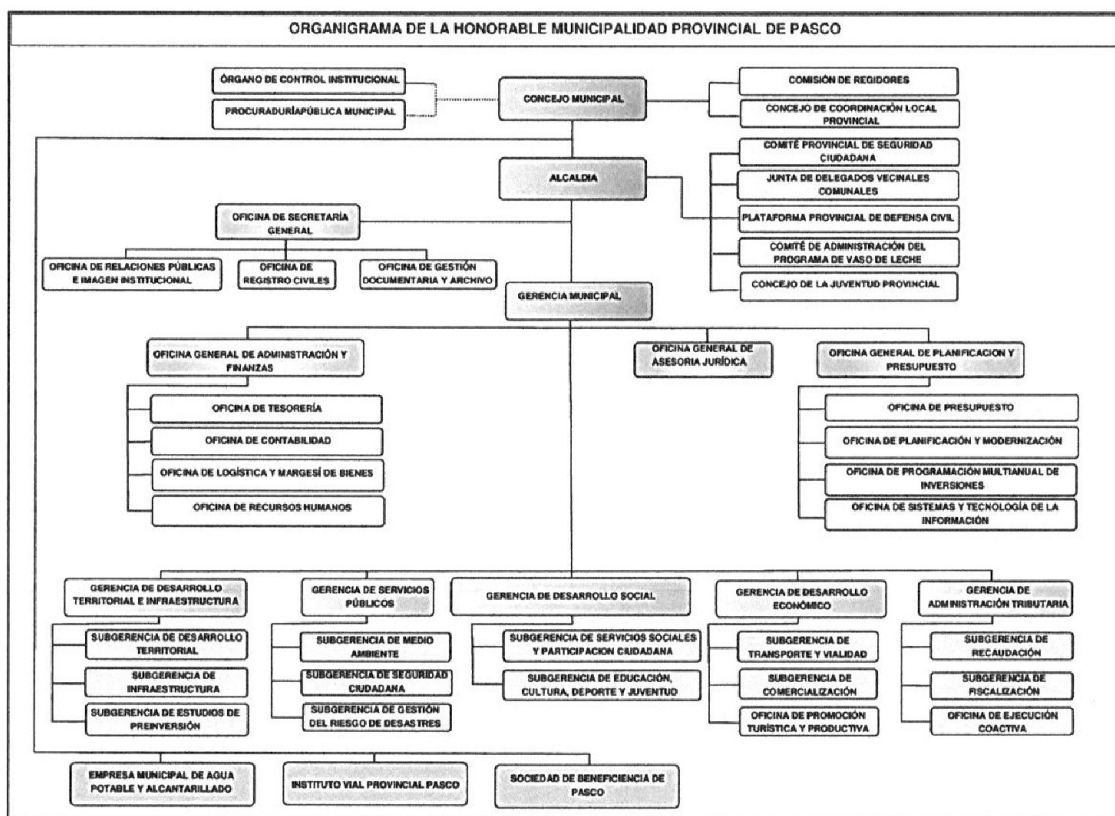 ORGANIGRAMA DE LA HONORABLE MUNICIPALIDAD PROVINCIAL DE PASCO
ÓRGANO DE CONTROL INSTITUCIONAL
PROCURADURÍAPÚBLICA MUNICIPAL
CONCEJO MUNICIPAL
COMISIÓN DE REGIDORES
CONCEJO DE COORDINACIÓN LOCAL
PROVINCIAL
ALCALDIA
COMITÉ PROVINCIAL DE SEGURIDAD
CIUDADANA
JUNTA DE DELEGADOS VECINALES
COMUNALES
PLATAFORMA PROVINCIAL DE DEFENSA CIVIL
COMITÉ DE ADMINISTRACIÓN DEL
PROGRAMA DE VASO DE LECHE
CONCEJO DE LA JUVENTUD PROVINCIAL
OFICINA DE SECRETARÍA
GENERAL
OFICINA DE RELACIONES PÚBLICAS
E IMAGEN INSTITUCIONAL
OFICINA DE
REGISTRO CIVILES
OFICINA DE GESTIÓN
DOCUMENTARIA Y ARCHIVO
GERENCIA MUNICIPAL
OFICINA GENERAL DE ADMINISTRACIÓN Y
FINANZAS
OFICINA DE TESORERÍA
OFICINA DE CONTABILIDAD
OFICINA DE LOGÍSTICA Y MARGESÍ DE BIENES
OFICINA DE RECURSOS HUMANOS
OFICINA GENERAL DE
ASESORIA JURÍDICA
OFICINA GENERAL DE PLANIFICACION Y
PRESUPUESTO
OFICINA DE PRESUPUESTO
OFICINA DE PLANIFICACIÓN Y MODERNIZACIÓN
OFICINA DE PROGRAMACIÓN MULTIANUAL DE
INVERSIONES
OFICINA DE SISTEMAS Y TECNOLOGÍA DE LA
INFORMACIÓN
GERENCIA DE DESARROLLO
TERRITORIAL E INFRAESTRUCTURA
SUBGERENCIA DE DESARROLLO
TERRITORIAL
SUBGERENCIA DE
INFRAESTRUCTURA
SUBGERENCIA DE ESTUDIOS DE
PREINVERSIÓN
GERENCIA DE SERVICIOS
PÚBLICOS
SUBGERENCIA DE MEDIO
AMBIENTE
SUBGERENCIA DE SEGURIDAD
CIUDADANA
SUBGERENCIA DE GESTIÓN
DEL RIESGO DE DESASTRES
GERENCIA DE DESARROLLO SOCIAL
SUBGERENCIA DE SERVICIOS SOCIALES
Y PARTICIPACION CIUDADANA
SUBGERENCIA DE EDUCACIÓN,
CULTURA, DEPORTE Y JUVENTUD
GERENCIA DE DESARROLLO
ECONÓMICO
SUBGERENCIA DE
TRANSPORTE Y VIALIDAD
SUBGERENCIA DE
COMERCIALIZACIÓN
OFICINA DE PROMOCIÓN
TURÍSTICA Y PRODUCTIVA
GERENCIA DE
ADMINISTRACIÓN TRIBUTARIA
SUBGERENCIA DE
RECAUDACIÓN
SUBGERENCIA DE
FISCALIZACIÓN
OFICINA DE EJECUCIÓN
COACTIVA
EMPRESA MUNICIPAL DE AGUA
POTABLE Y ALCANTARILLADO
INSTITUTO VIAL PROVINCIAL PASCO
SOCIEDAD DE BENEFICIENCIA DE
PASCO